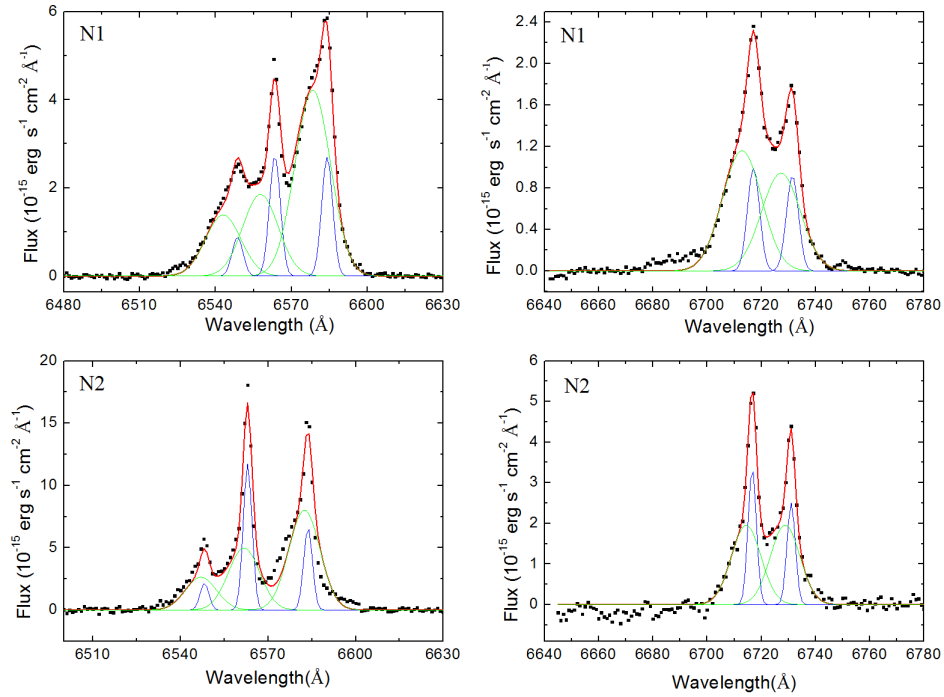 N1
6
4
2
0
Flux (10-15 erg s-1 cm-2 Å-1)
6480 6510 6540 6570 6600 6630
Wavelength (Å)
N1
2.4
1.8
1.2
0.6
0.0
Flux (10-15 erg s-1 cm-2 Å-1)
6640 6660 6680 6700 6720 6740 6760 6780
Wavelength (Å)
N2
20
15
10
5
0
Flux (10-15 erg s-1 cm-2 Å-1)
6510 6540 6570 6600 6630
Wavelength(Å)
N2
6
5
4
3
2
1
0
-1
Flux (10-15 erg s-1 cm-2 Å-1)
6640 6660 6680 6700 6720 6740 6760 6780
Wavelength(Å)